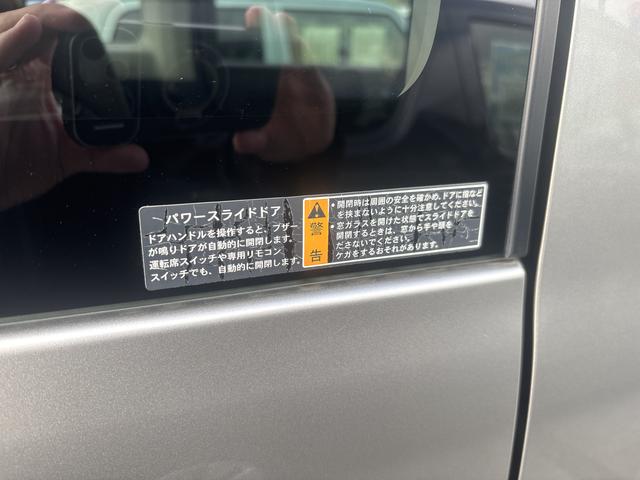 パワースライドドア
ドアハンドルを操作すると、ブザー
が鳴りドアが自動的に開閉します。
運転席スイッチや専用リモコン
スイッチでも、自動的に開閉します。
警告
・開閉時は周囲の安全を確かめ、ドアに指など
を挟まないように十分注意してください。
・窓ガラスを開けた状態でスライドドアを
開閉するときは、窓から手や頭を
ださないでください。
ケガをするおそれがあります。